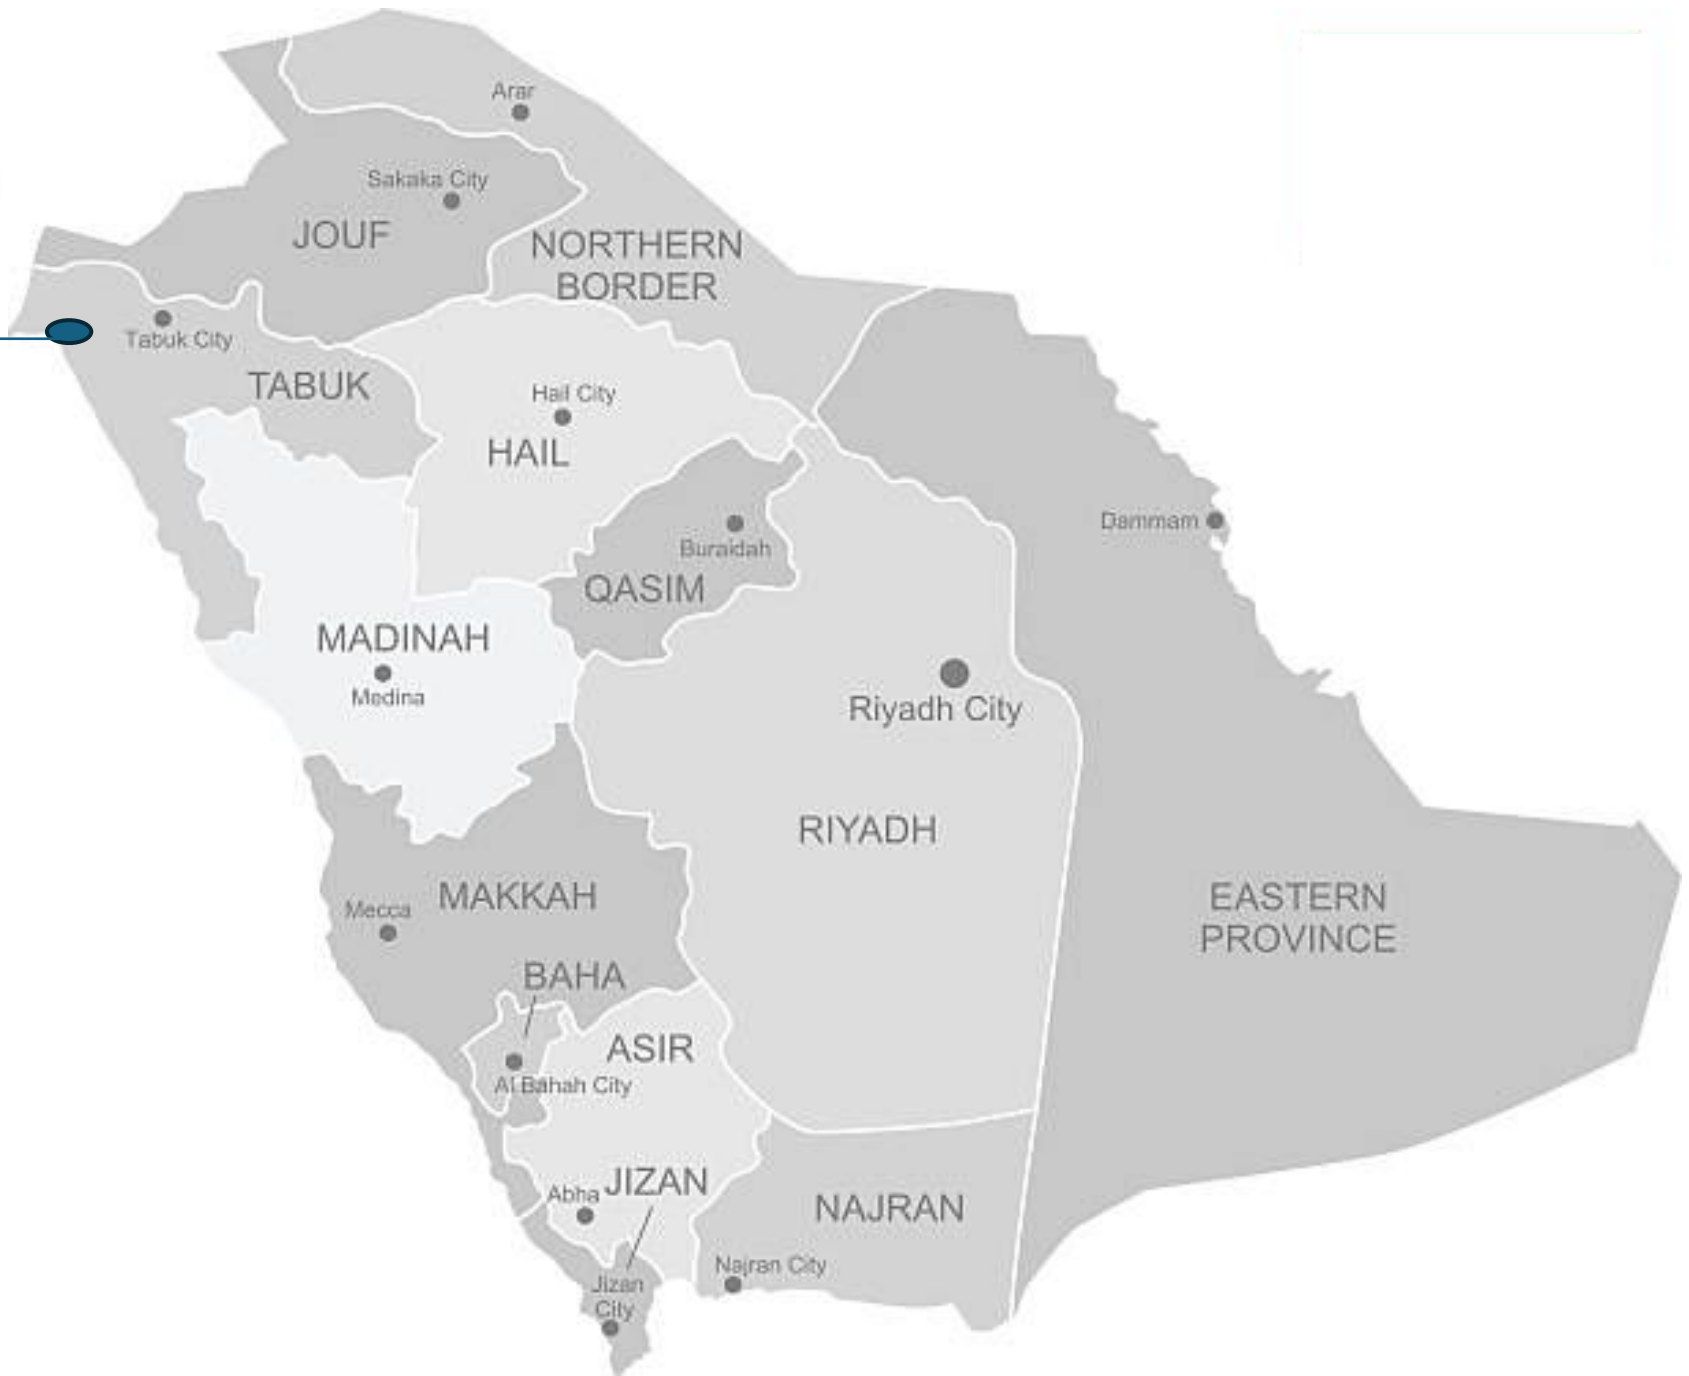 Arar
Sakaka City
JOUF
NORTHERN
BORDER
Tabuk City
TABUK
Hail City
HAIL
Dammam
Buraidah
QASIM
MADINAH
Medina
Riyadh City
RIYADH
MAKKAH
Mecca
EASTERN
PROVINCE
BAHA
ASIR
Al Bahah City
JIZAN
Abha
NAJRAN
Najran City
Jizan
City